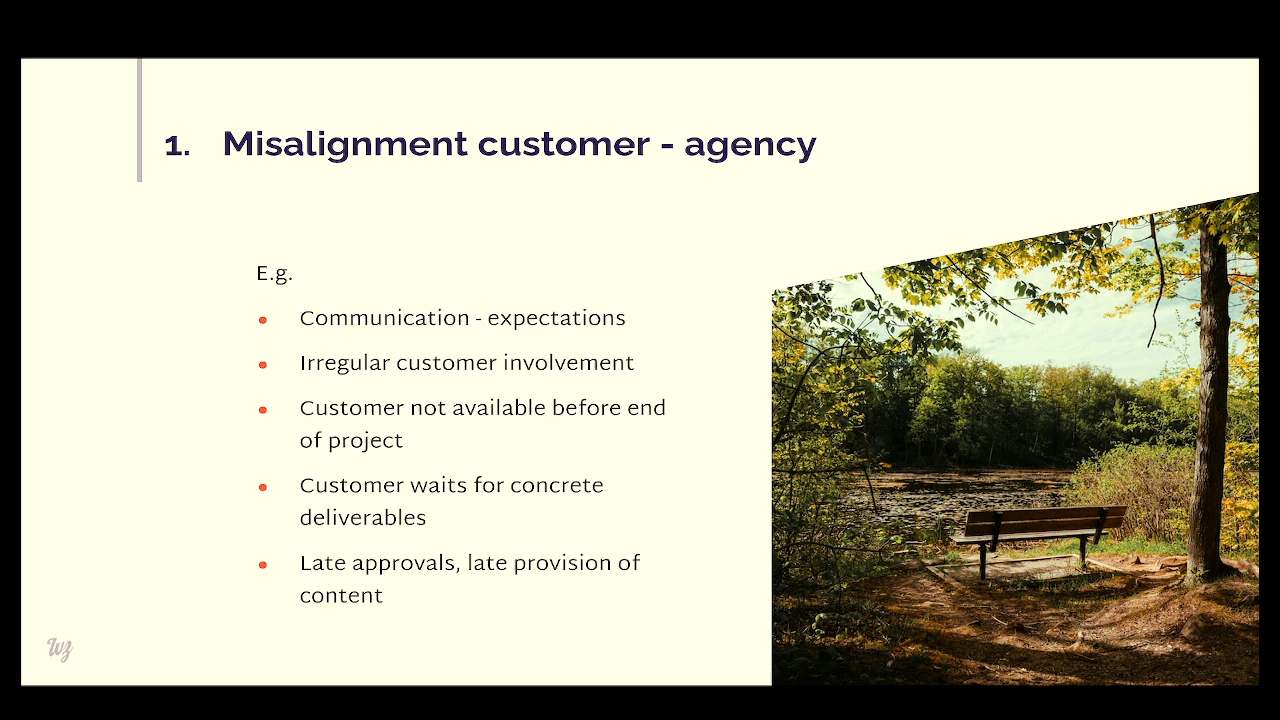 1. Misalignment customer - agency
E.g.
• Communication - expectations
• Irregular customer involvement
• Customer not available before end
of project
• Customer waits for concrete
deliverables
• Late approvals, late provision of
content
wz